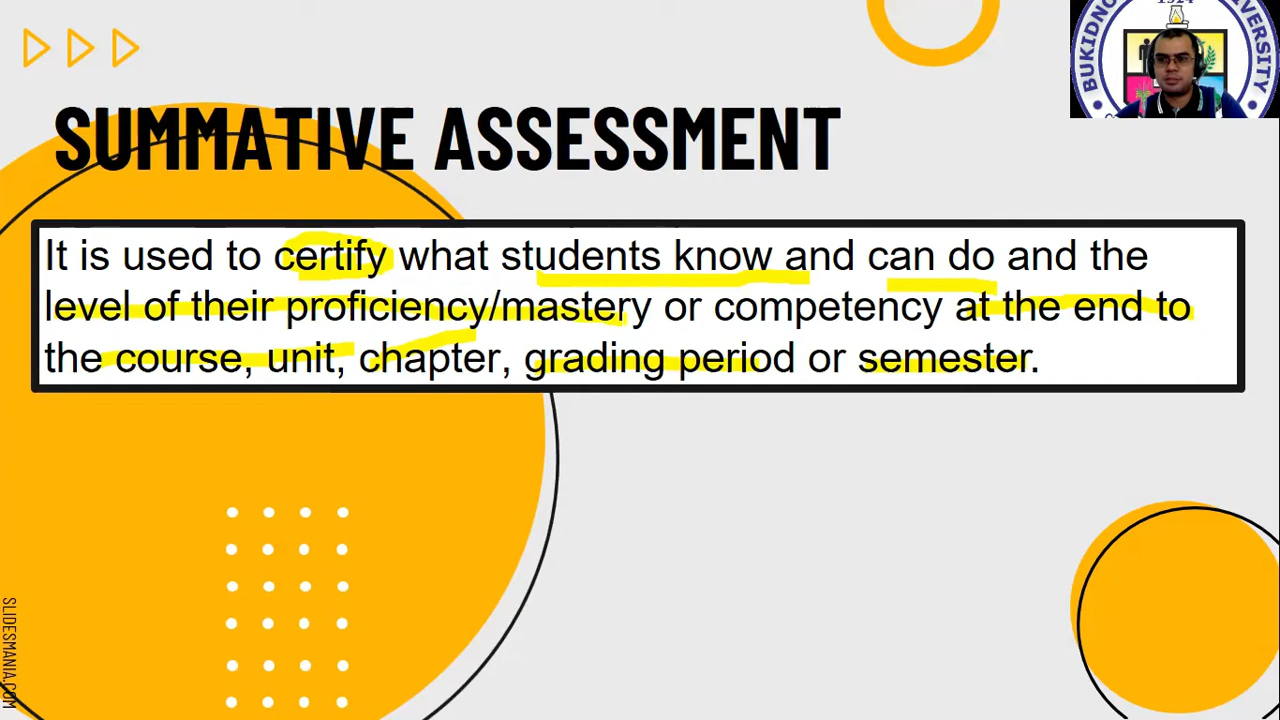 SUMMATIVE ASSESSMENT
It is used to certify what students know and can do and the
level of their proficiency/mastery or competency at the end to
the course, unit, chapter, grading period or semester.
SLIDESMANIA.COM
1924